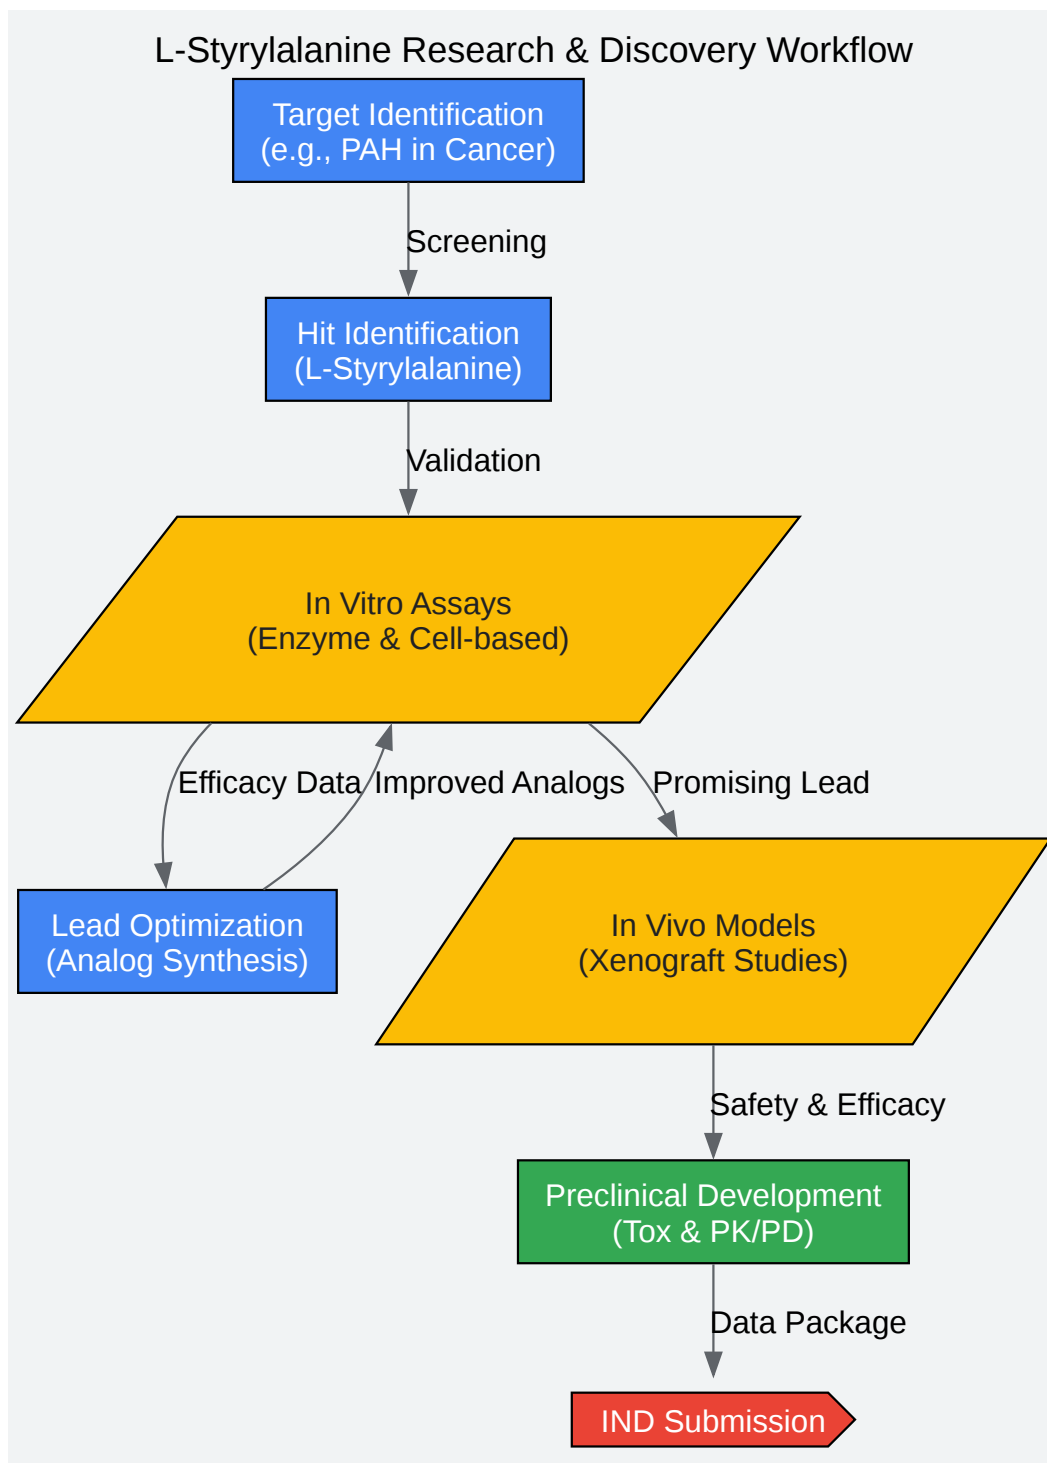 L-Styrylalanine Research & Discovery Workflow
Target Identification
(e.g., PAH in Cancer)
Screening
Hit Identification
(L-Styrylalanine)
Validation
In Vitro Assays
(Enzyme & Cell-based)
Efficacy Data
Improved Analogs
Promising Lead
Lead Optimization
(Analog Synthesis)
In Vivo Models
(Xenograft Studies)
Safety & Efficacy
Preclinical Development
(Tox & PK/PD)
Data Package
IND Submission